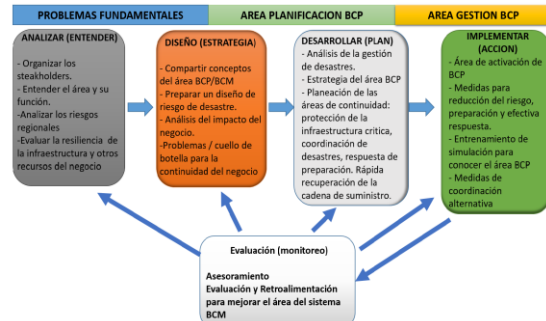 PROBLEMAS FUNDAMENTALES
AREA PLANIFICACION BCP
AREA GESTION BCP
ANALIZAR (ENTENDER)
- Organizar los
steakholders.
- Entender el área y su
función.
-Analizar los riesgos
regionales
-Evaluar la resiliencia de
la infraestructura y otros
recursos del negocio
DISEÑO (ESTRATEGIA)
- Compartir conceptos
del área BCP/BCM
- Preparar un diseño de
riesgo de desastre.
- Análisis del impacto del
negocio.
-Problemas / cuello de
botella para la
continuidad del negocio
DESARROLLAR (PLAN)
- Análisis de la gestión
de desastres.
- Estrategia del área BCP
- Planeación de las
áreas de continuidad:
protección de la
infraestructura critica,
coordinación de
desastres, respuesta de
preparación. Rápida
recuperación de la
cadena de suministro.
IMPLEMENTAR
(ACCION)
- Área de activación de
BCP
- Medidas para
reducción del riesgo,
preparación y efectiva
respuesta.
- Entrenamiento de
simulación para
conocer el área BCP
- Medidas de
coordinación
alternativa
Evaluación (monitoreo)
Asesoramiento
Evaluación y Retroalimentación
para mejorar el área del sistema
BCM